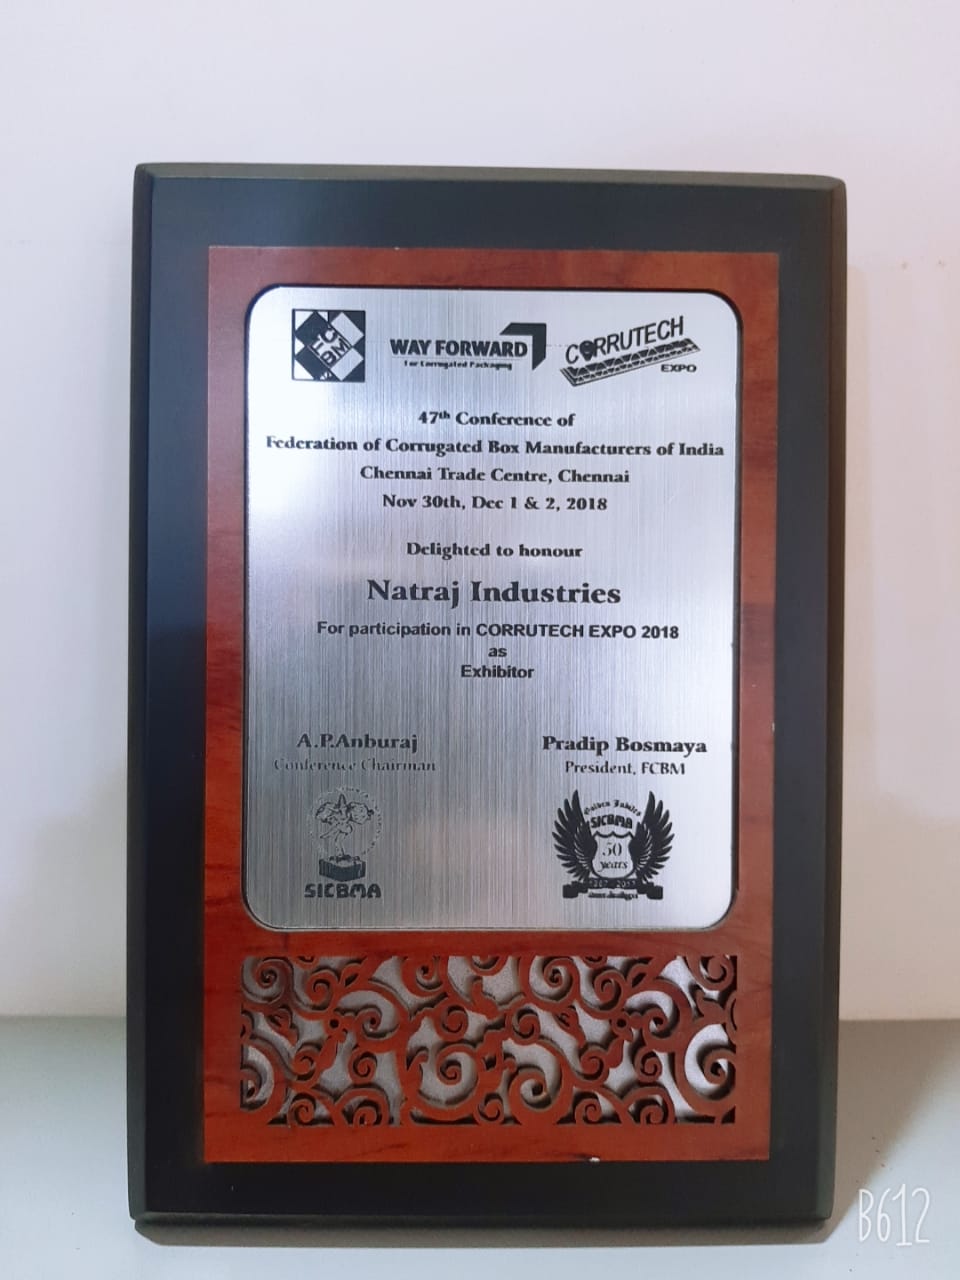 FCBM
WAY FORWARD
For Corrugated Packaging
CORRUTECH
EXPO
47th Conference of
Federation of Corrugated Box Manufacturers of India
Chennai Trade Centre, Chennai
Nov 30th, Dec 1 & 2, 2018
Delighted to honour
Natraj Industries
For participation in CORRUTECH EXPO 2018
as
Exhibitor
A.P.Anburaj
Conference Chairman
Pradip Bosmaya
President, FCBM
SICBMA
Golden Jubilee
SICBMA
50
years
1967 - 2017
B612